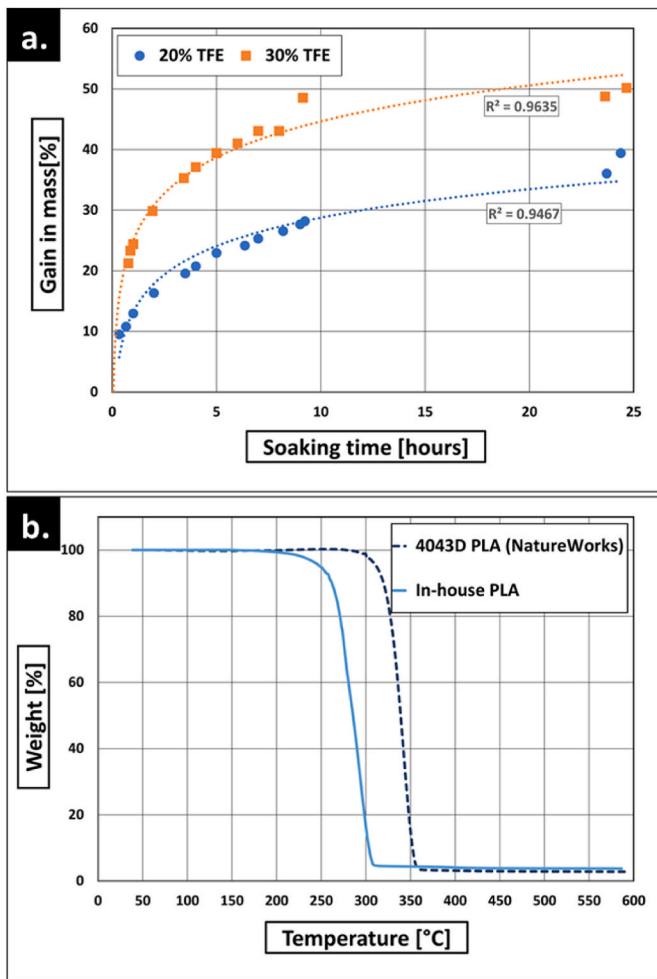 a.
60
50
40
30
20
10
0
20% TFE
30% TFE
R² = 0.9635
R² = 0.9467
Gain in mass[%]
0 5 10 15 20 25
Soaking time [hours]
b.
100
80
60
40
20
0
4043D PLA (NatureWorks)
In-house PLA
Weight [%]
0 50 100 150 200 250 300 350 400 450 500 550 600
Temperature [°C]